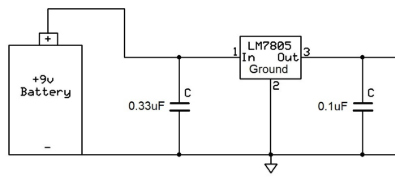 +
+9v
Battery
-
C
0.33uF
1
LM7805
3
In Out
Ground
2
C
0.1uF